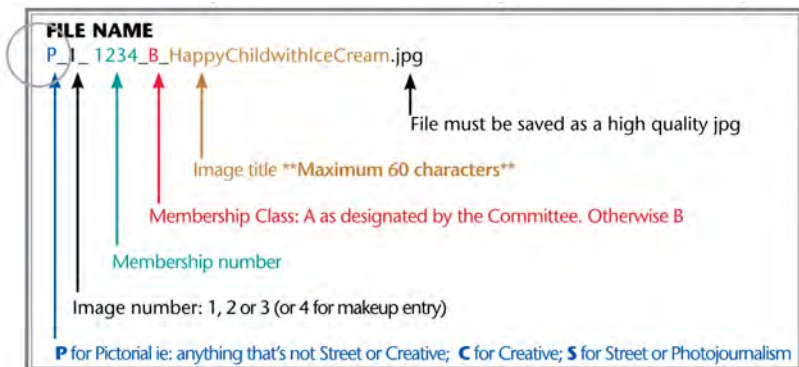 FILE NAME
P_1_ 1234_B_HappyChildwithIceCream.jpg
File must be saved as a high quality jpg
Image title **Maximum 60 characters**
Membership Class: A as designated by the Committee. Otherwise B
Membership number
Image number: 1, 2 or 3 (or 4 for makeup entry)
P for Pictorial ie: anything that's not Street or Creative; C for Creative; S for Street or Photojournalism